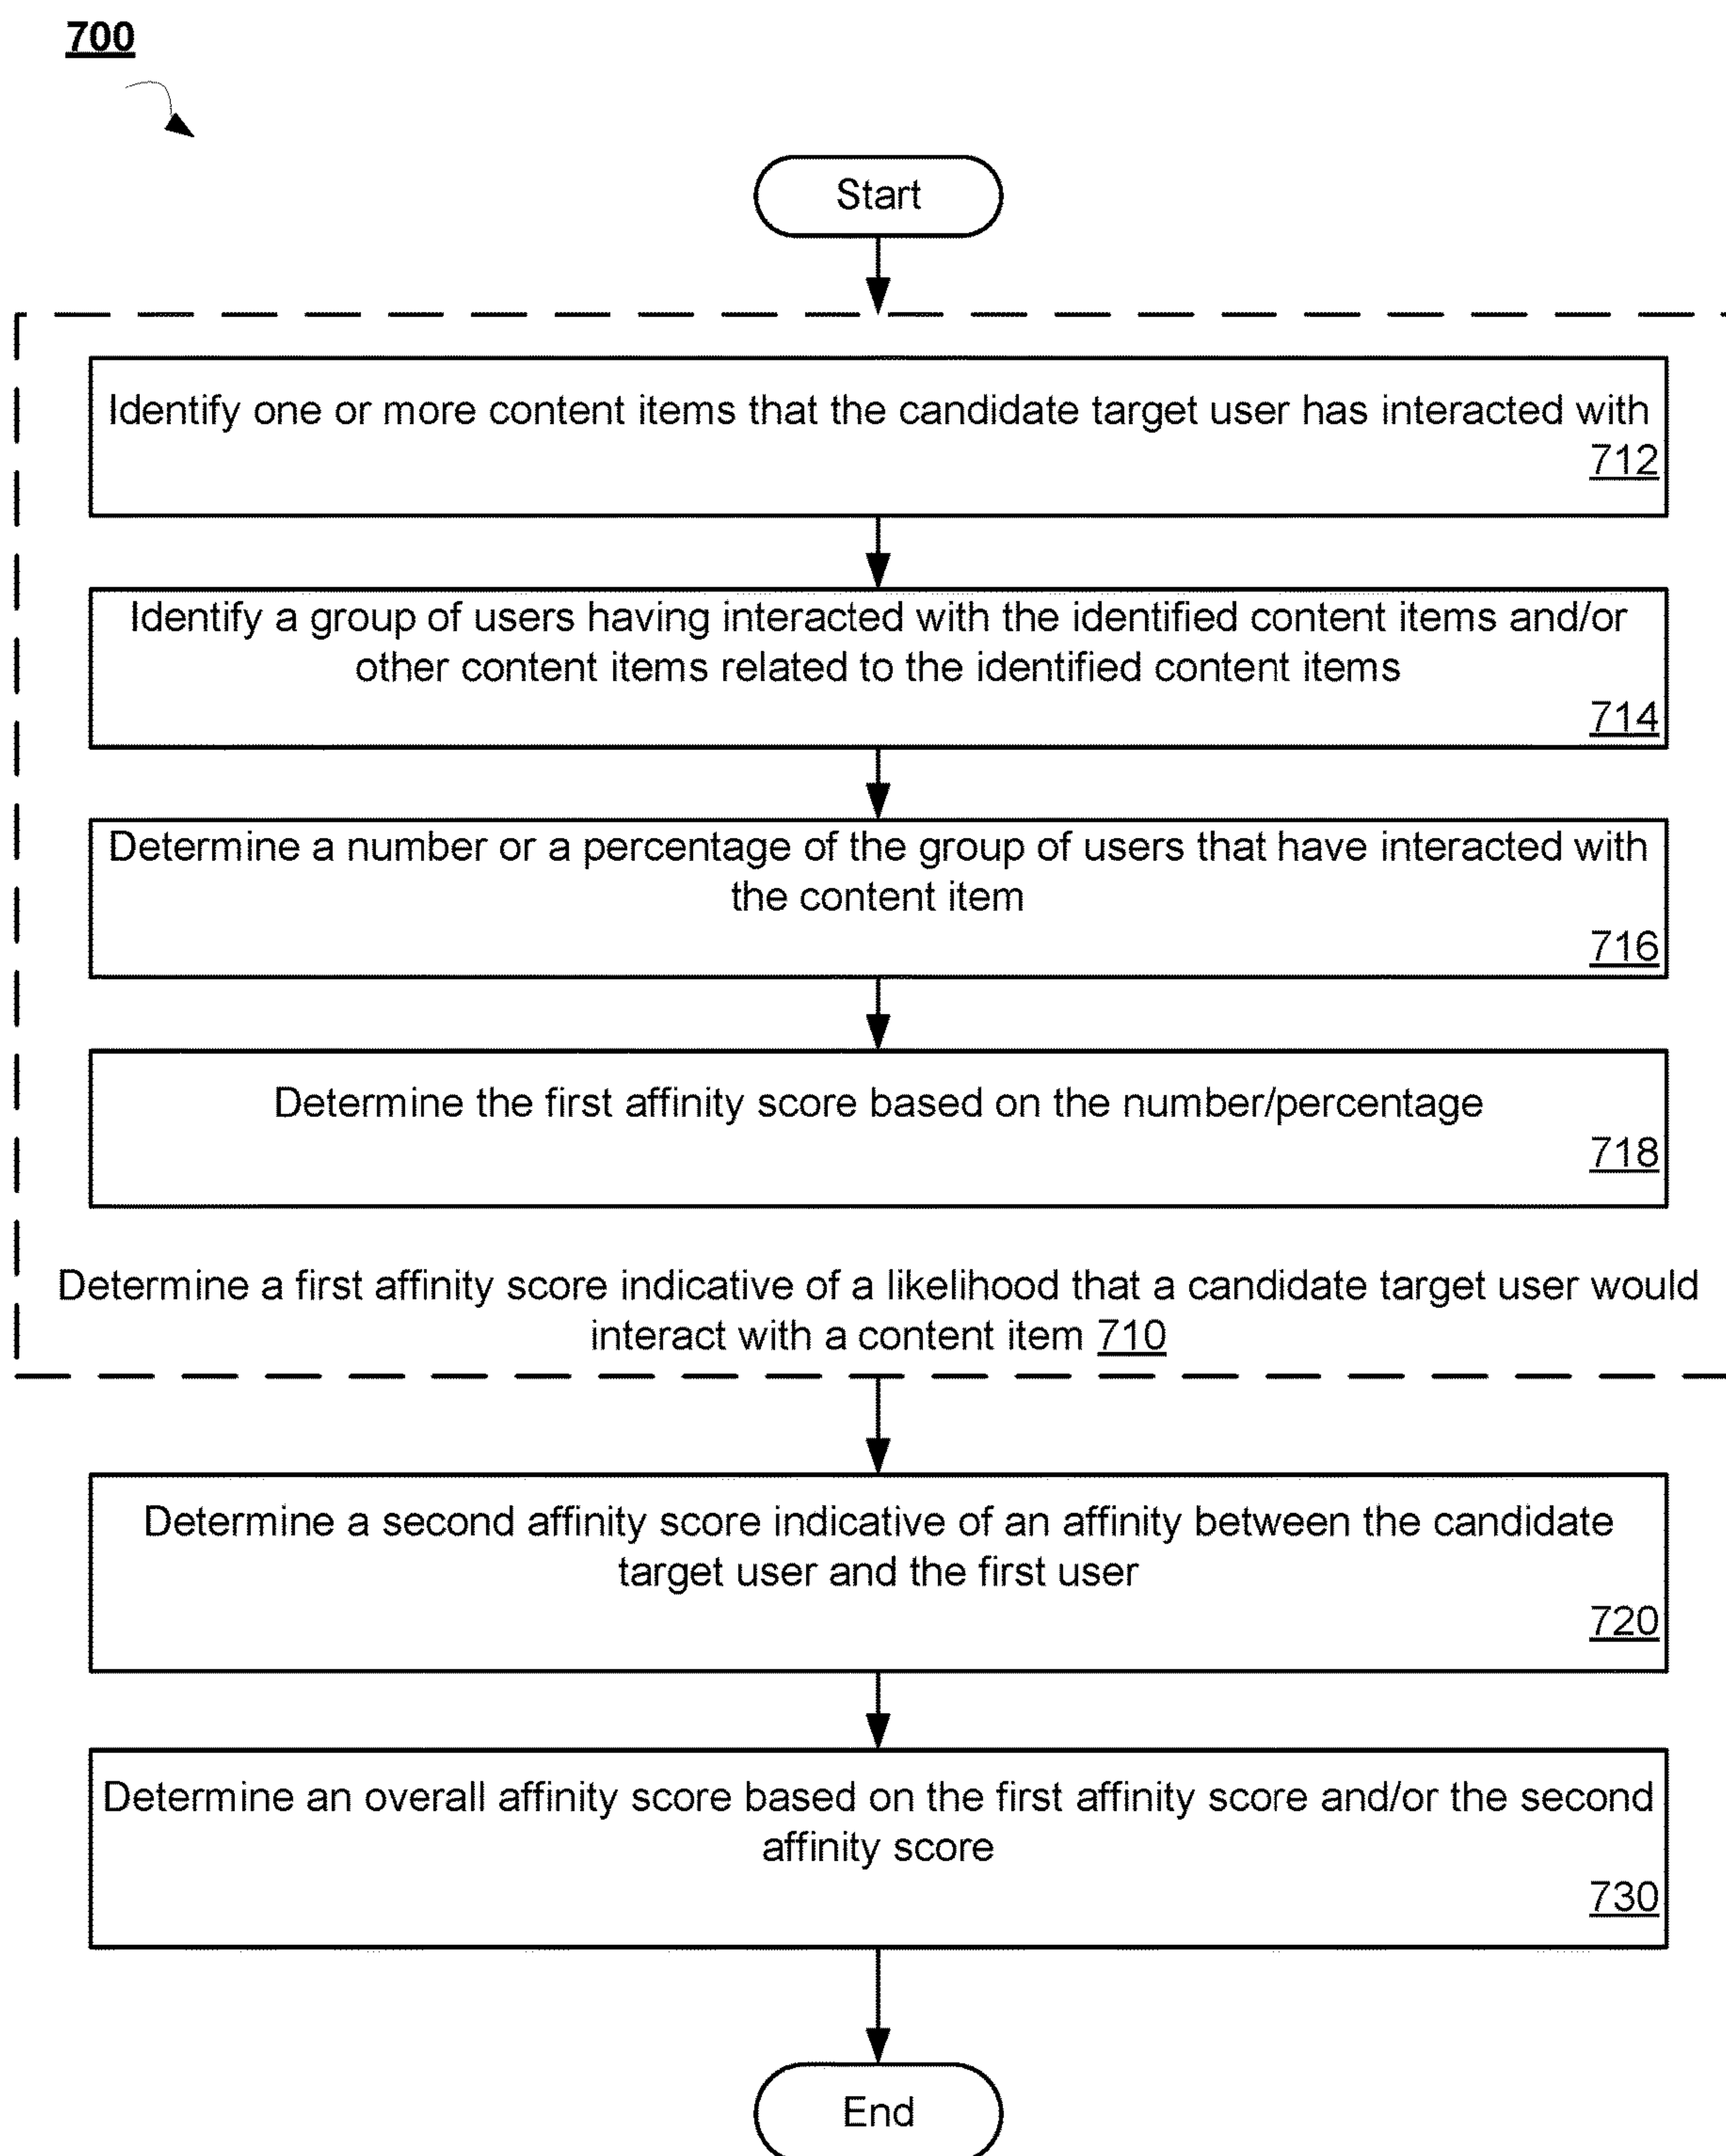 700
Start
Identify one or more content items that the candidate target user has interacted with
712
Identify a group of users having interacted with the identified content items and/or
other content items related to the identified content items
714
Determine a number or a percentage of the group of users that have interacted with
the content item
716
Determine the first affinity score based on the number/percentage
718
Determine a first affinity score indicative of a likelihood that a candidate target user would
interact with a content item 710
Determine a second affinity score indicative of an affinity between the candidate
target user and the first user
720
Determine an overall affinity score based on the first affinity score and/or the second
affinity score
730
End